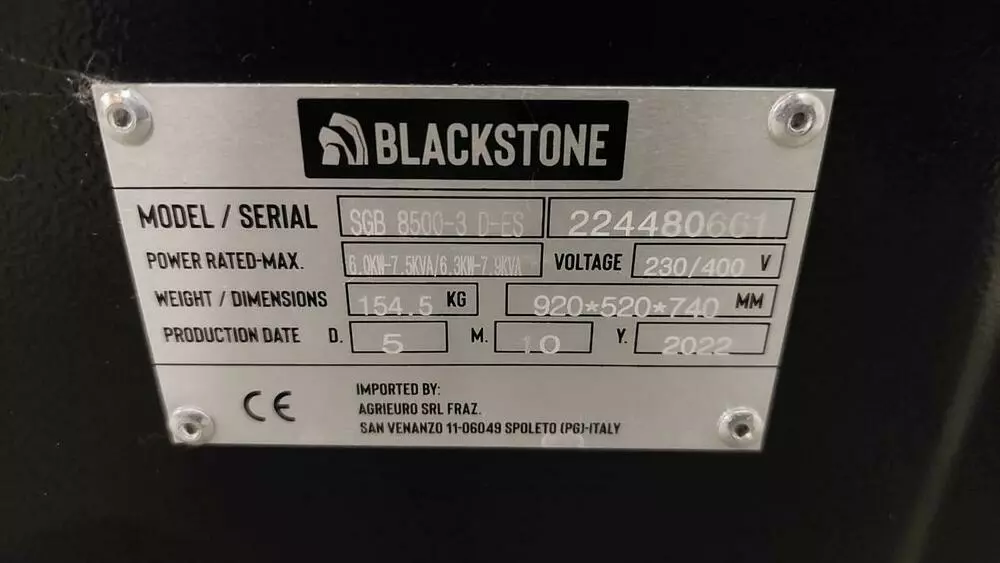 BLACKSTONE
MODEL / SERIAL SGB 8500-3 D-ES 224480661
POWER RATED-MAX. 6.0KW-7.5KVA/6.3KW-7.9KVA VOLTAGE 230/400 V
WEIGHT / DIMENSIONS 154.5 KG 920*520*740 MM
PRODUCTION DATE D. 5 M. 10 Y. 2022
CE
IMPORTED BY:
AGRIEURO SRL FRAZ.
SAN VENANZO 11-06049 SPOLETO (PG)-ITALY